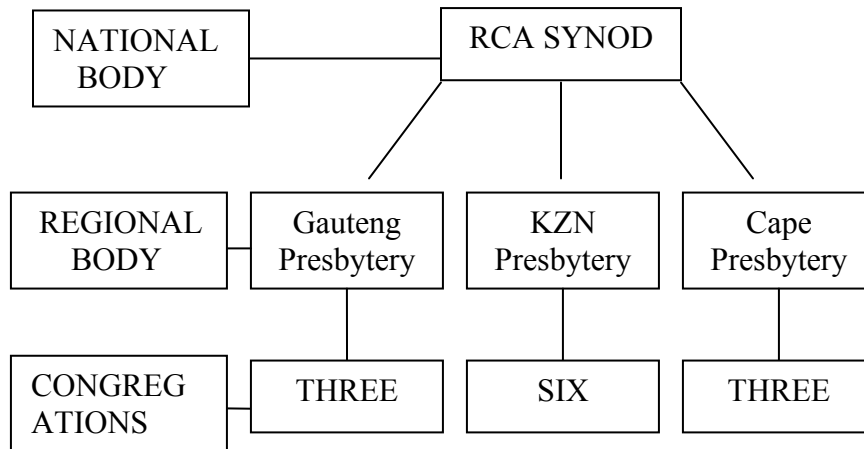 NATIONAL
BODY
RCA SYNOD
REGIONAL
BODY
Gauteng
Presbytery
KZN
Presbytery
Cape
Presbytery
CONGREG
ATIONS
THREE
SIX
THREE